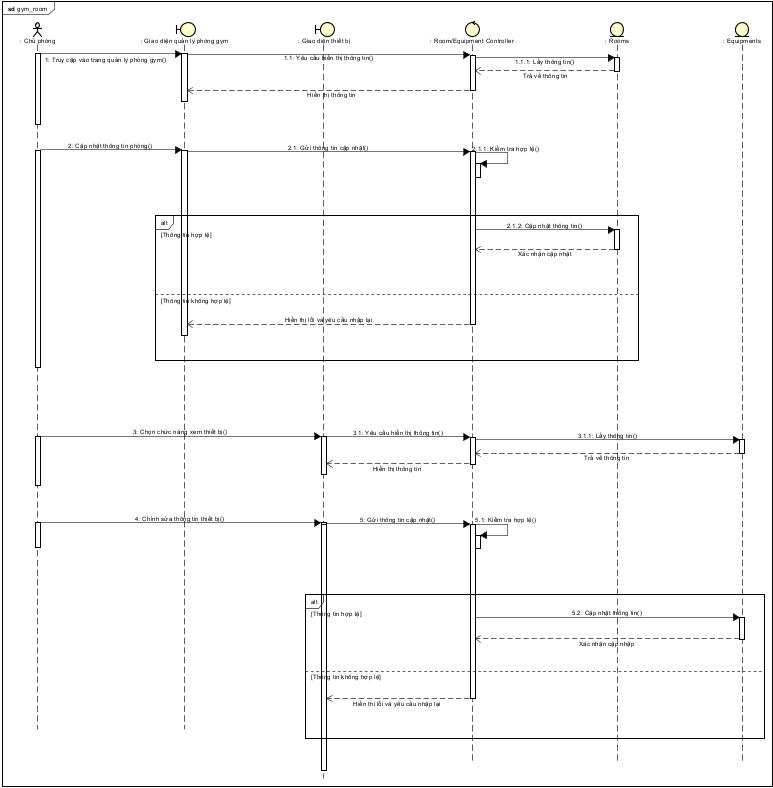 sd gym_room
: Chủ phòng
: Giao diện quản lý phòng gym
: Giao diện thiết bị
: Room/Equipment Controller
: Rooms
: Equipments
1: Truy cập vào trang quản lý phòng gym()
1.1: Yêu cầu hiển thị thông tin()
1.1.1: Lấy thông tin()
Trả về thông tin
Hiển thị thông tin
2: Cập nhật thông tin phòng()
2.1: Gửi thông tin cập nhật()
.1.1: Kiểm tra hợp lệ()
alt
[Thông tin hợp lệ]
2.1.2: Cập nhật thông tin()
Xác nhận cập nhật
[Thông tin không hợp lệ]
Hiển thị lỗi và yêu cầu nhập lại
3: Chọn chức năng xem thiết bị()
3.1: Yêu cầu hiển thị thông tin()
3.1.1: Lấy thông tin()
Trả về thông tin
Hiển thị thông tin
4: Chỉnh sửa thông tin thiết bị()
5: Gửi thông tin cập nhật()
5.1: Kiểm tra hợp lệ()
alt
[Thông tin hợp lệ]
5.2: Cập nhật thông tin()
Xác nhận cập nhập
[Thông tin không hợp lệ]
Hiển thị lỗi và yêu cầu nhập lại